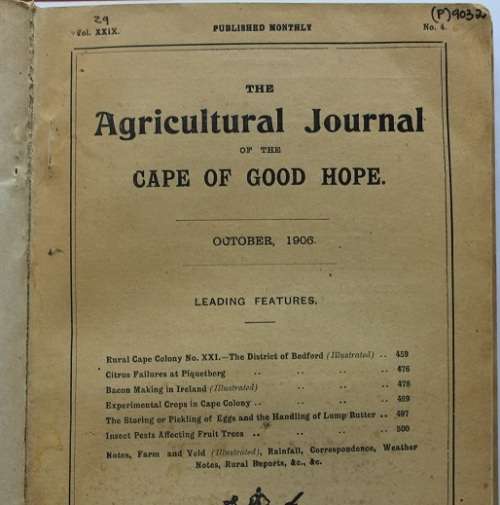 29
Vol. XXIX. PUBLISHED MONTHLY No. 4.
(P)9032
THE
Agricultural Journal
OF THE
CAPE OF GOOD HOPE.
OCTOBER, 1906.
LEADING FEATURES.
Rural Cape Colony No. XXI.—The District of Bedford (Illustrated) .. 459
Citrus Failures at Piquetberg .. .. .. .. 476
Bacon Making in Ireland (Illustrated) .. .. .. 478
Experimental Crops in Cape Colony .. .. .. .. 489
The Storing or Pickling of Eggs and the Handling of Lump Butter .. 497
Insect Pests Affecting Fruit Trees .. .. .. .. 500
Notes, Farm and Veld (Illustrated), Rainfall, Correspondence, Weather
Notes, Rural Reports, &c., &c.